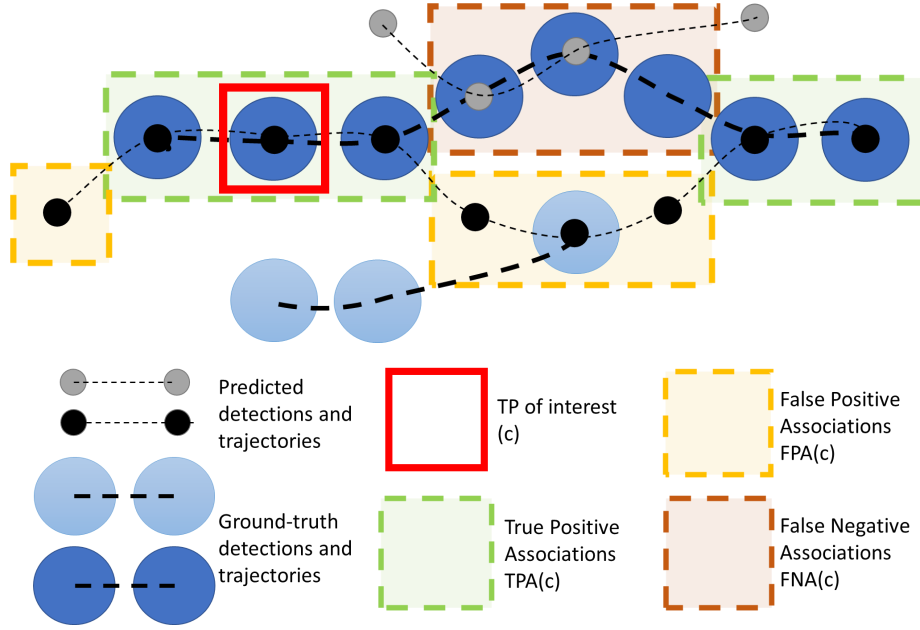 Predicted
detections and
trajectories
TP of interest
(c)
False Positive
Associations
FPA(c)
Ground-truth
detections and
trajectories
True Positive
Associations
TPA(c)
False Negative
Associations
FNA(c)